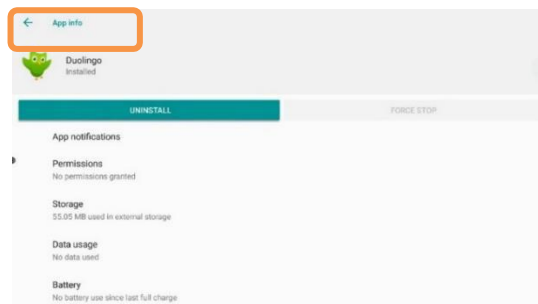 App info
Duolingo
Installed
UNINSTALL
FORCE STOP
App notifications
Permissions
No permissions granted
Storage
55.05 MB used in external storage
Data usage
No data used
Battery
No battery use since last full charge